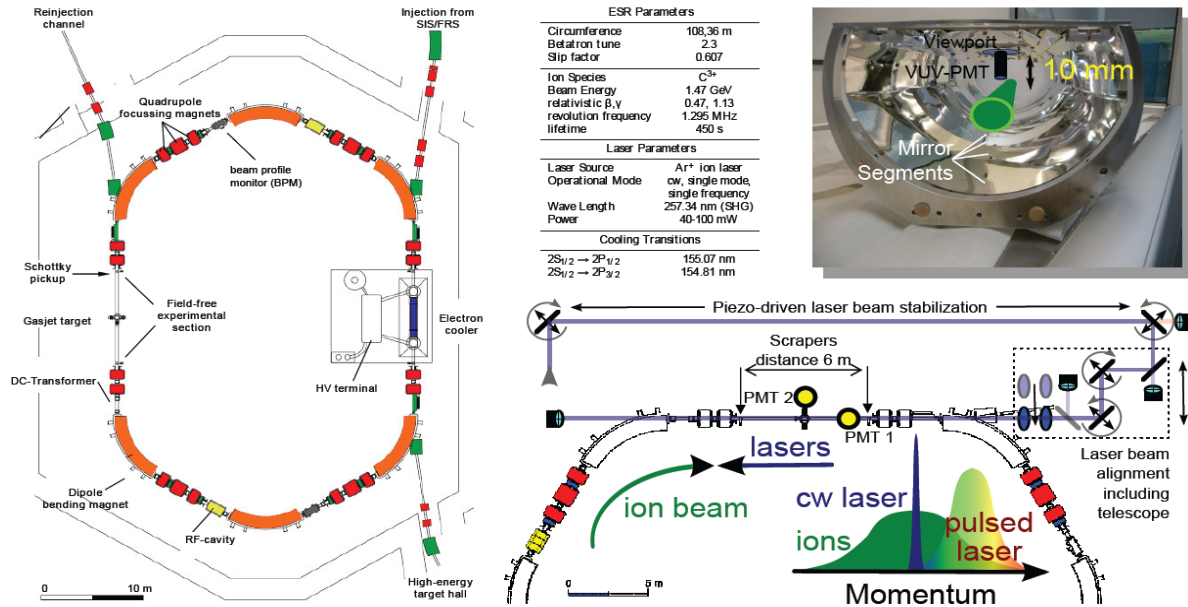 Reinjection
channel
Injection from
SIS/FRS
Quadrupole
focussing magnets
beam profile
monitor (BPM)
Schottky
pickup
Field-free
experimental
section
Gasjet target
Electron
cooler
HV terminal
DC-Transformer
Dipole
bending magnet
RF-cavity
High-energy
target hall
0 10 m
ESR Parameters
Circumference 108,36 m
Betatron tune 2.3
Slip factor 0.607
Ion Species C3+
Beam Energy 1.47 GeV
relativistic β,γ 0.47, 1.13
revolution frequency 1.295 MHz
lifetime 450 s
Laser Parameters
Laser Source Ar+ ion laser
Operational Mode cw, single mode,
single frequency
Wave Length 257.34 nm (SHG)
Power 40-100 mW
Cooling Transitions
2S1/2 → 2P1/2 155.07 nm
2S1/2 → 2P3/2 154.81 nm
Viewport
VUV-PMT
10 mm
Mirror
Segments
Piezo-driven laser beam stabilization
Scrapers
distance 6 m
PMT 2
PMT 1
lasers
ion beam
cw laser
ions
pulsed
laser
Momentum
Laser beam
alignment
including
telescope
0 5 m